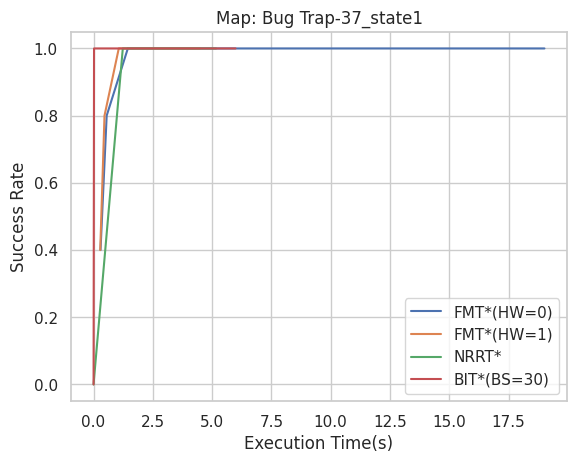 Map: Bug Trap-37_state1
Success Rate
1.0
0.8
0.6
0.4
0.2
0.0
FMT*(HW=0)
FMT*(HW=1)
NRRT*
BIT*(BS=30)
0.0 2.5 5.0 7.5 10.0 12.5 15.0 17.5
Execution Time(s)